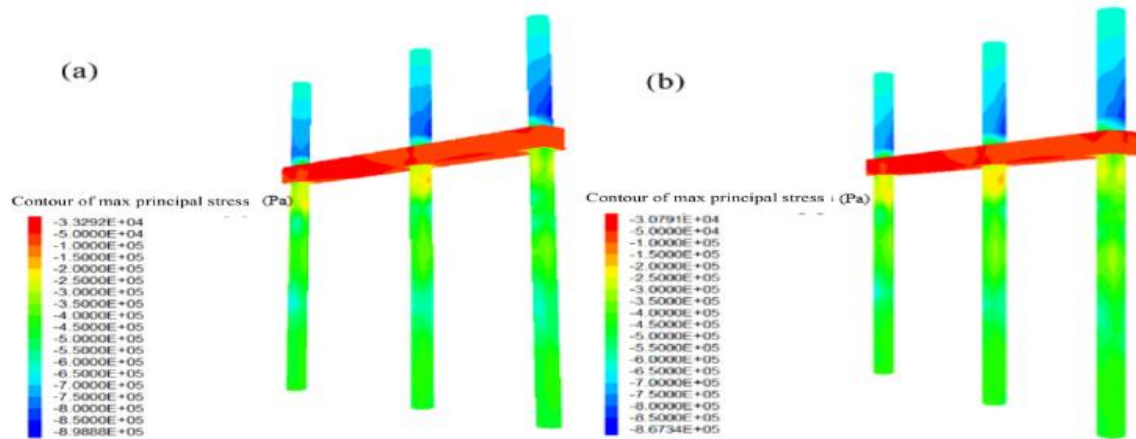 (a)
Contour of max principal stress (Pa)
-3.3292E+04
-5.0000E+04
-1.0000E+05
-1.5000E+05
-2.0000E+05
-2.5000E+05
-3.0000E+05
-3.5000E+05
-4.0000E+05
-4.5000E+05
-5.0000E+05
-5.5000E+05
-6.0000E+05
-6.5000E+05
-7.0000E+05
-7.5000E+05
-8.0000E+05
-8.5000E+05
-8.9888E+05
(b)
Contour of max principal stress (Pa)
-3.0791E+04
-5.0000E+04
-1.0000E+05
-1.5000E+05
-2.0000E+05
-2.5000E+05
-3.0000E+05
-3.5000E+05
-4.0000E+05
-4.5000E+05
-5.0000E+05
-5.5000E+05
-6.0000E+05
-6.5000E+05
-7.0000E+05
-7.5000E+05
-8.0000E+05
-8.5000E+05
-8.6734E+05